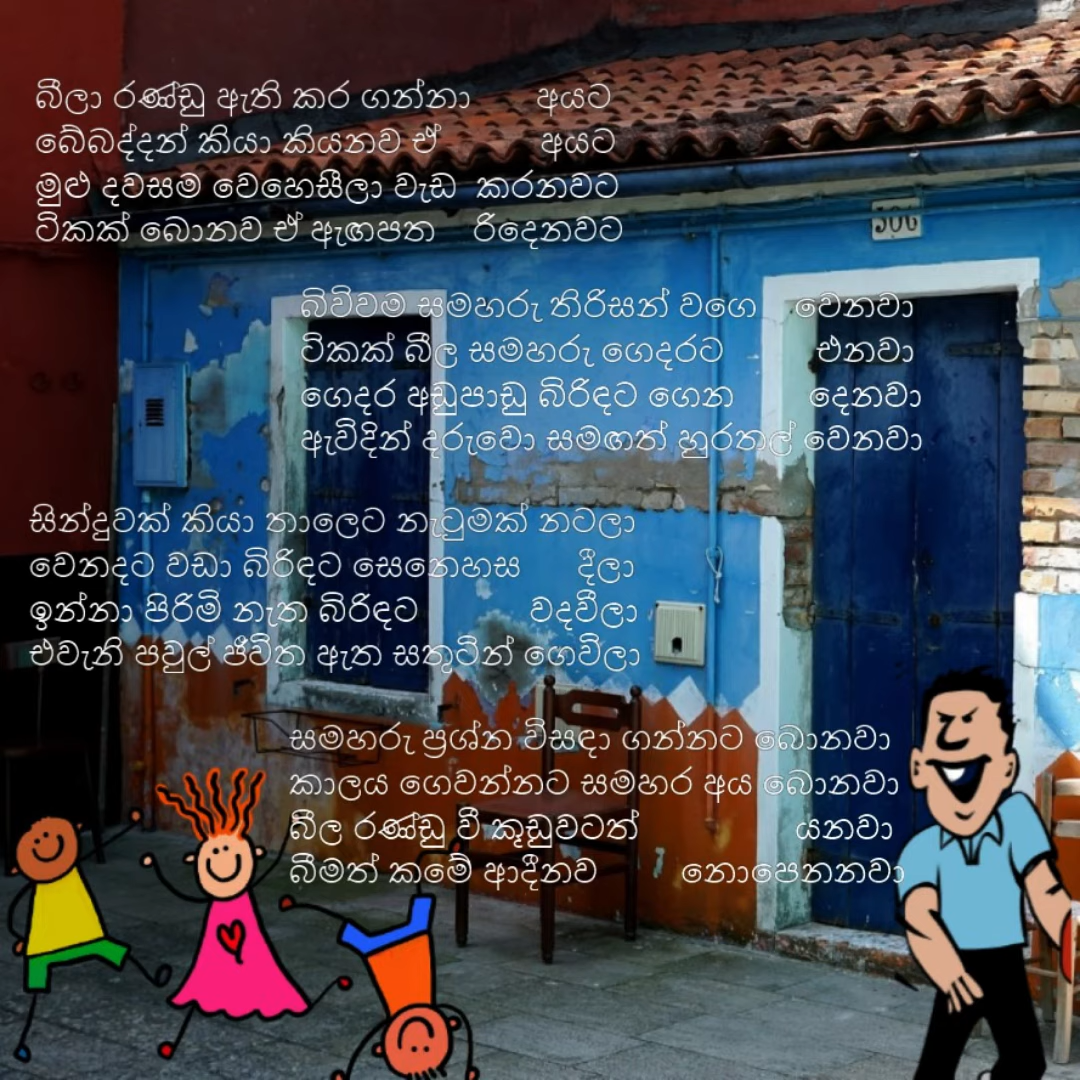 බීලා රණ්ඩු ඇති කර ගන්නා අයට
බේබද්දන් කියා කියනව ඒ අයට
මුළු දවසම වෙහෙසීලා වැඩ කරනවට
ටිකක් බොනව ඒ ඇඟපත රිදෙනවට
306
බිව්වම සමහරු තිරිසන් වගෙ වෙනවා
ටිකක් බීල සමහරු ගෙදරට එනවා
ගෙදර අඩුපාඩු බිරිඳට ගෙන දෙනවා
ඇවිදින් දරුවො සමඟත් හුරතල් වෙනවා
සින්දුවක් කියා තාලෙට නැටුමක් නටලා
වෙනදට වඩා බිරිඳට සෙනෙහස දීලා
ඉන්නා පිරිමි නැත බිරිඳට වදවීලා
එවැනි පවුල් ජීවිත ඇත සතුටින් ගෙවිලා
සමහරු ප්‍රශ්න විසඳා ගන්නට බොනවා
කාලය ගෙවන්නට සමහර අය බොනවා
බීල රණ්ඩු වී කූඩුවටත් යනවා
බීමත් කමේ ආදීනව නොපෙනනවා